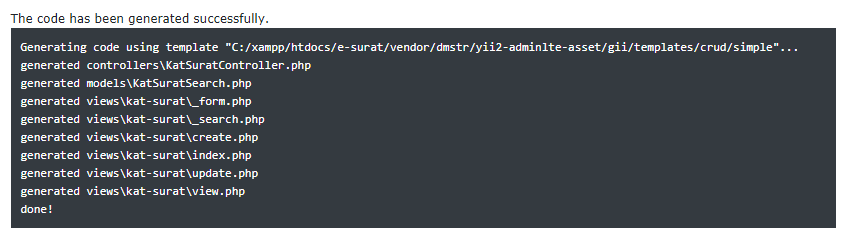 The code has been generated successfully.
Generating code using template "C:/xampp/htdocs/e-surat/vendor/dmstr/yii2-adminlte-asset/gii/templates/crud/simple"...
generated controllers\KatSuratController.php
generated models\KatSuratSearch.php
generated views\kat-surat\_form.php
generated views\kat-surat\_search.php
generated views\kat-surat\create.php
generated views\kat-surat\index.php
generated views\kat-surat\update.php
generated views\kat-surat\view.php
done!